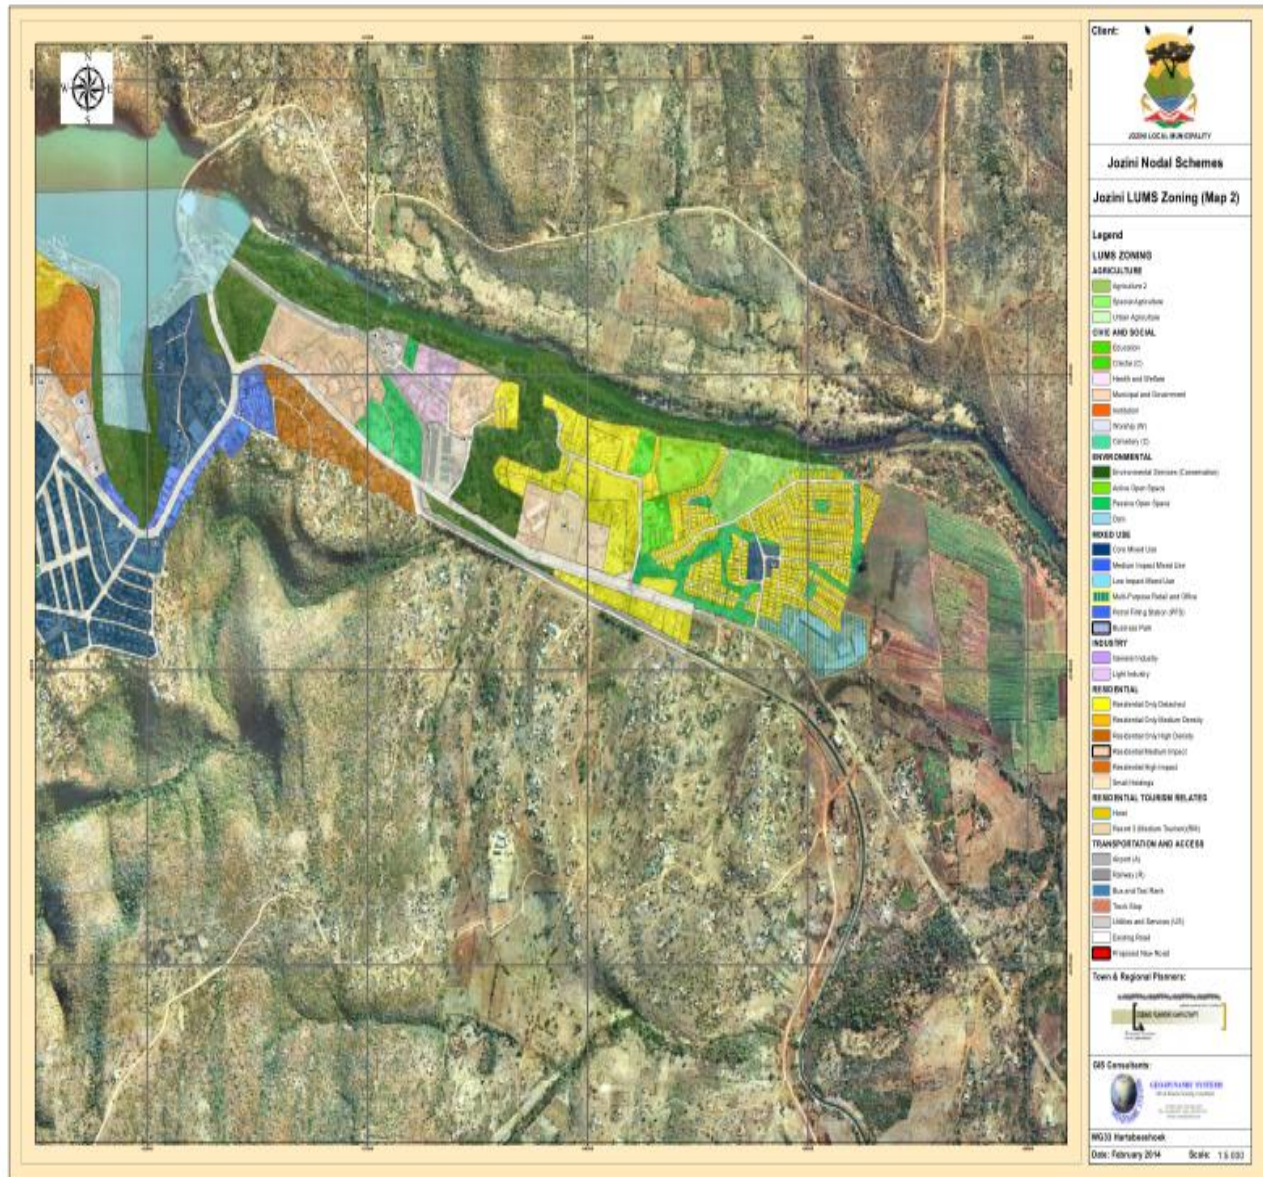 N
W E
S
Client:
JOZINI LOCAL MUNICIPALITY
Jozini Nodal Schemes
Jozini LUMS Zoning (Map 2)
Legend
LUMS ZONING
AGRICULTURE
Agriculture 2
Special Agriculture
Urban Agriculture
CIVIC AND SOCIAL
Education
Creche (C)
Health and Welfare
Municipal and Government
Institution
Worship (W)
Cemetery (C)
ENVIRONMENTAL
Environmental Services (Conservation)
Active Open Space
Passive Open Space
Dam
MIXED USE
Core Mixed Use
Medium Impact Mixed Use
Low Impact Mixed Use
Multi-Purpose Retail and Office
Petrol Filling Station (PFS)
Business Park
INDUSTRY
General Industry
Light Industry
RESIDENTIAL
Residential Only Detached
Residential Only Medium Density
Residential Only High Density
Residential Medium Impact
Residential High Impact
Small Holdings
RESIDENTIAL TOURISM RELATED
Hotel
Resort 2 (Medium Tourism)
TRANSPORTATION AND ACCESS
Airport (A)
Railway (R)
Bus and Taxi Rank
Truck Stop
Utilities and Services (US)
Existing Road
Proposed New Road
Town & Regional Planners:
GIS Consultants:
GEODYNAMIC SYSTEMS
WG33 Hartebeeshoek
Date: February 2014 Scale: 1:5 000